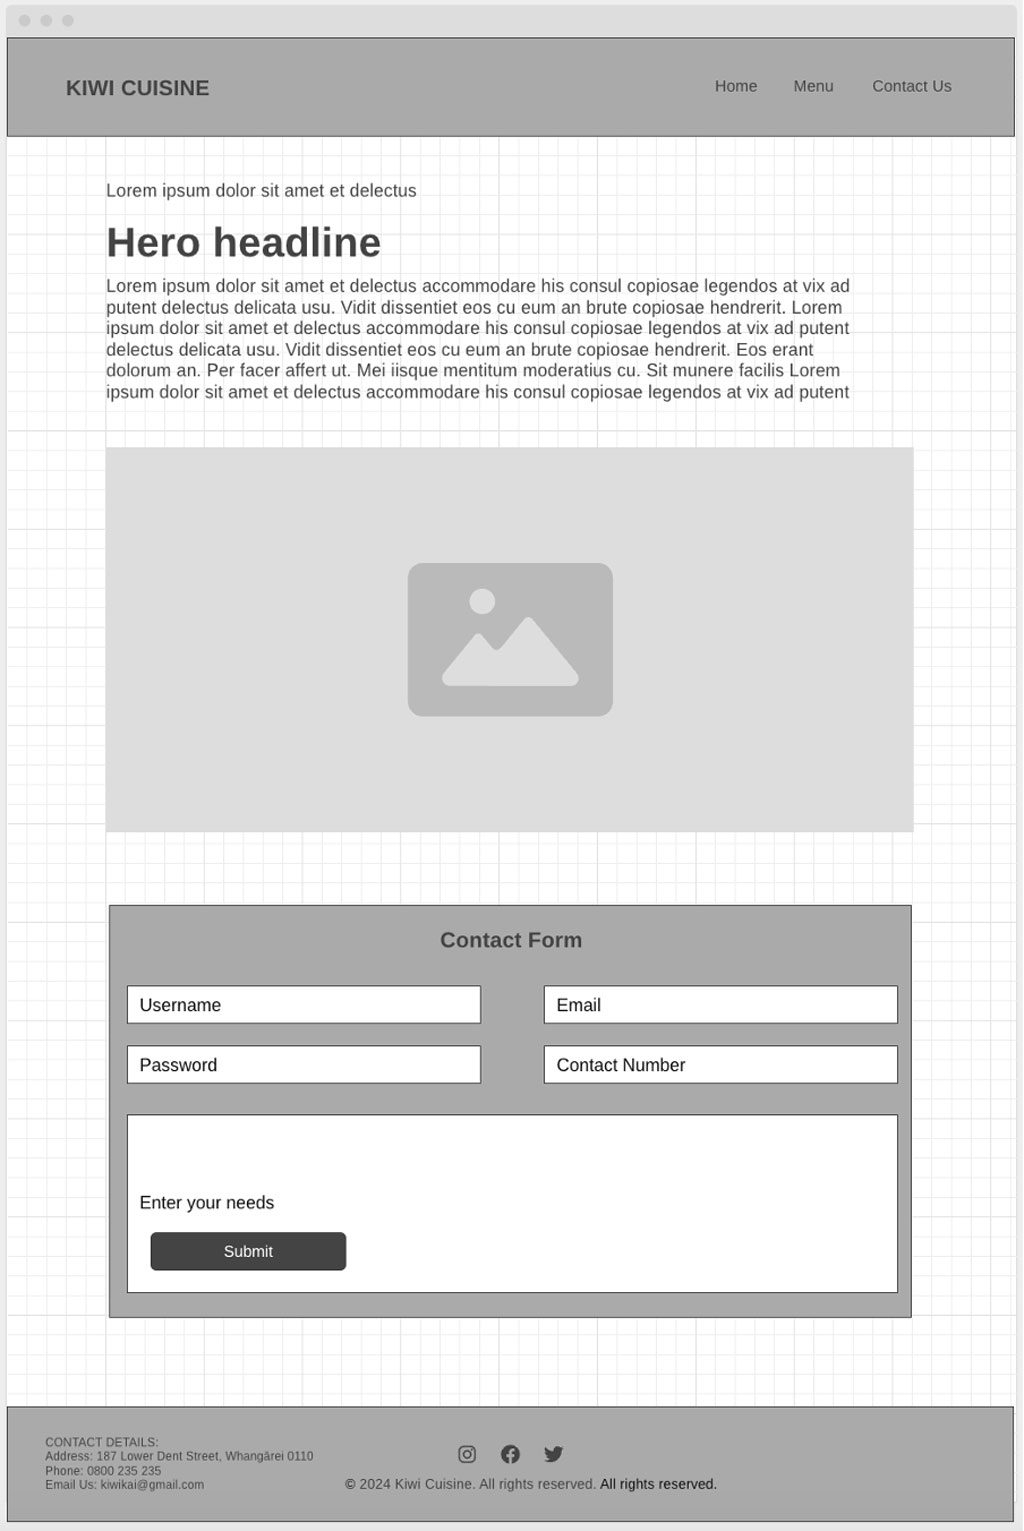 KIWI CUISINE
Home Menu Contact Us
Lorem ipsum dolor sit amet et delectus
Hero headline
Lorem ipsum dolor sit amet et delectus accommodare his consul copiosae legendos at vix ad
putent delectus delicata usu. Vidit dissentiet eos cu eum an brute copiosae hendrerit. Lorem
ipsum dolor sit amet et delectus accommodare his consul copiosae legendos at vix ad putent
delectus delicata usu. Vidit dissentiet eos cu eum an brute copiosae hendrerit. Eos erant
dolorum an. Per facer affert ut. Mei iisque mentitum moderatius cu. Sit munere facilis Lorem
ipsum dolor sit amet et delectus accommodare his consul copiosae legendos at vix ad putent
Contact Form
Username
Email
Password
Contact Number
Enter your needs
Submit
CONTACT DETAILS:
Address: 187 Lower Dent Street, Whangārei 0110
Phone: 0800 235 235
Email Us: kiwikai@gmail.com
© 2024 Kiwi Cuisine. All rights reserved. All rights reserved.